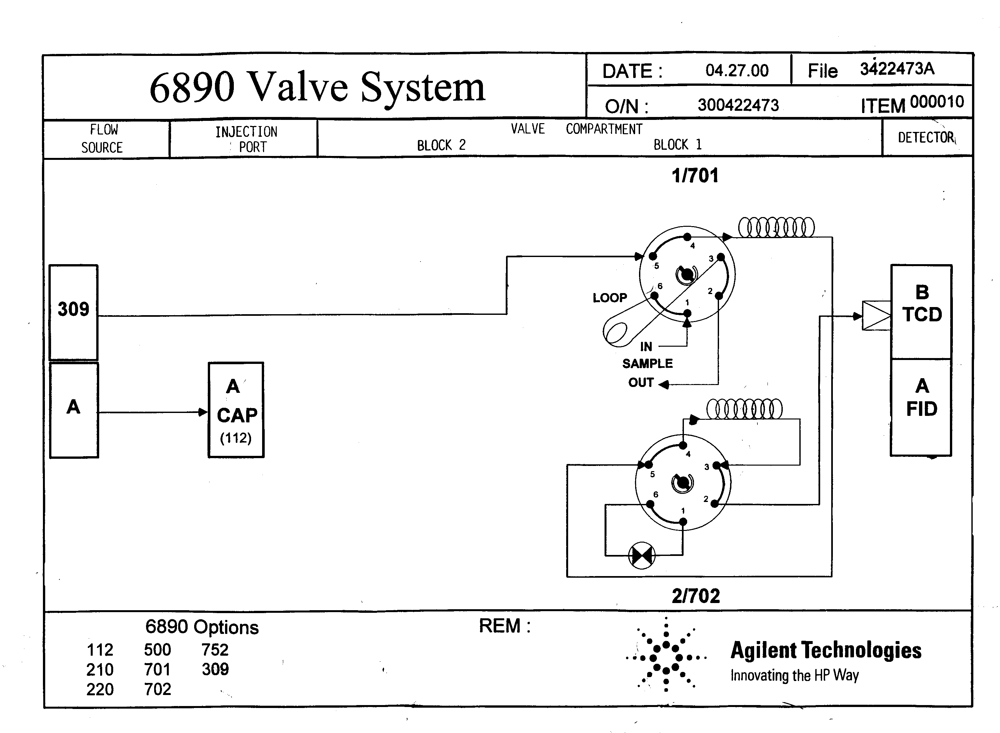 6890 Valve System
DATE : 04.27.00
File 3422473A
O/N : 300422473
ITEM 000010
FLOW
SOURCE
INJECTION
PORT
VALVE COMPARTMENT
BLOCK 2
BLOCK 1
DETECTOR
1/701
4
5
3
6
2
1
LOOP
IN
SAMPLE
OUT
309
A
A
CAP
(112)
B
TCD
A
FID
4
5
3
6
2
1
2/702
6890 Options
112 500 752
210 701 309
220 702
REM :
Agilent Technologies
Innovating the HP Way